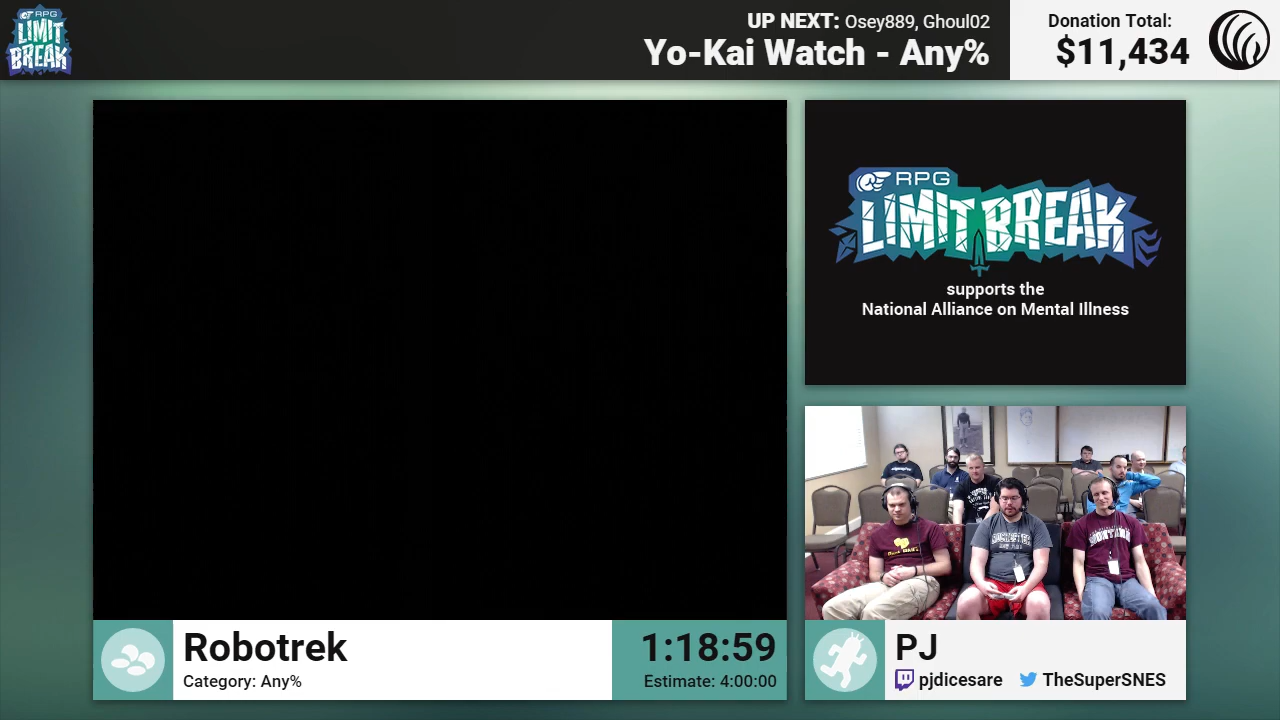 RPG
LIMIT
BREAK
UP NEXT: Osey889, Ghoul02
Yo-Kai Watch - Any%
Donation Total:
$11,434
RPG
LIMIT BREAK
supports the
National Alliance on Mental Illness
Robotrek
Category: Any%
1:18:59
Estimate: 4:00:00
PJ
pjdicesare
TheSuperSNES